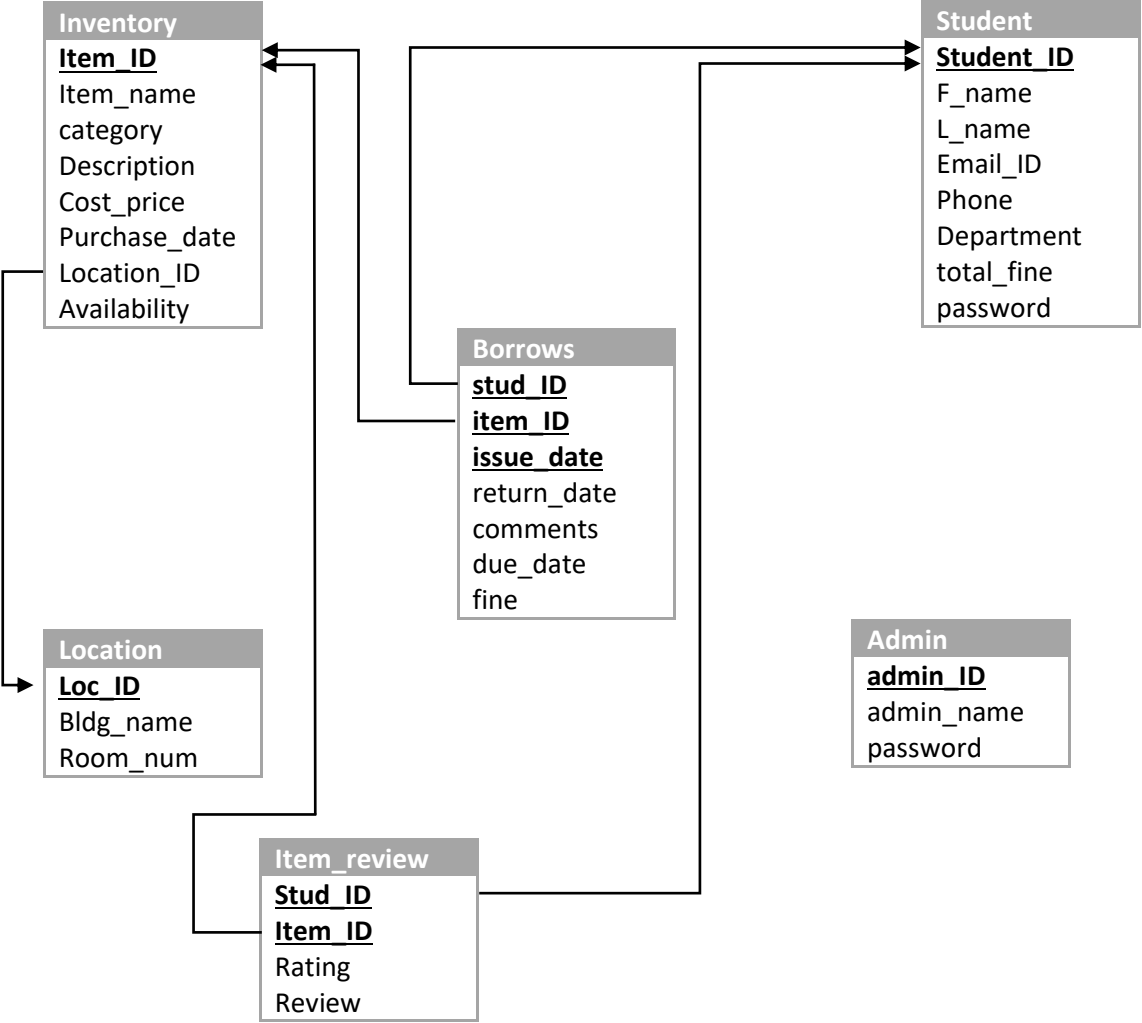 Inventory
Item_ID
Item_name
category
Description
Cost_price
Purchase_date
Location_ID
Availability
Student
Student_ID
F_name
L_name
Email_ID
Phone
Department
total_fine
password
Borrows
stud_ID
item_ID
issue_date
return_date
comments
due_date
fine
Location
Loc_ID
Bldg_name
Room_num
Admin
admin_ID
admin_name
password
Item_review
Stud_ID
Item_ID
Rating
Review